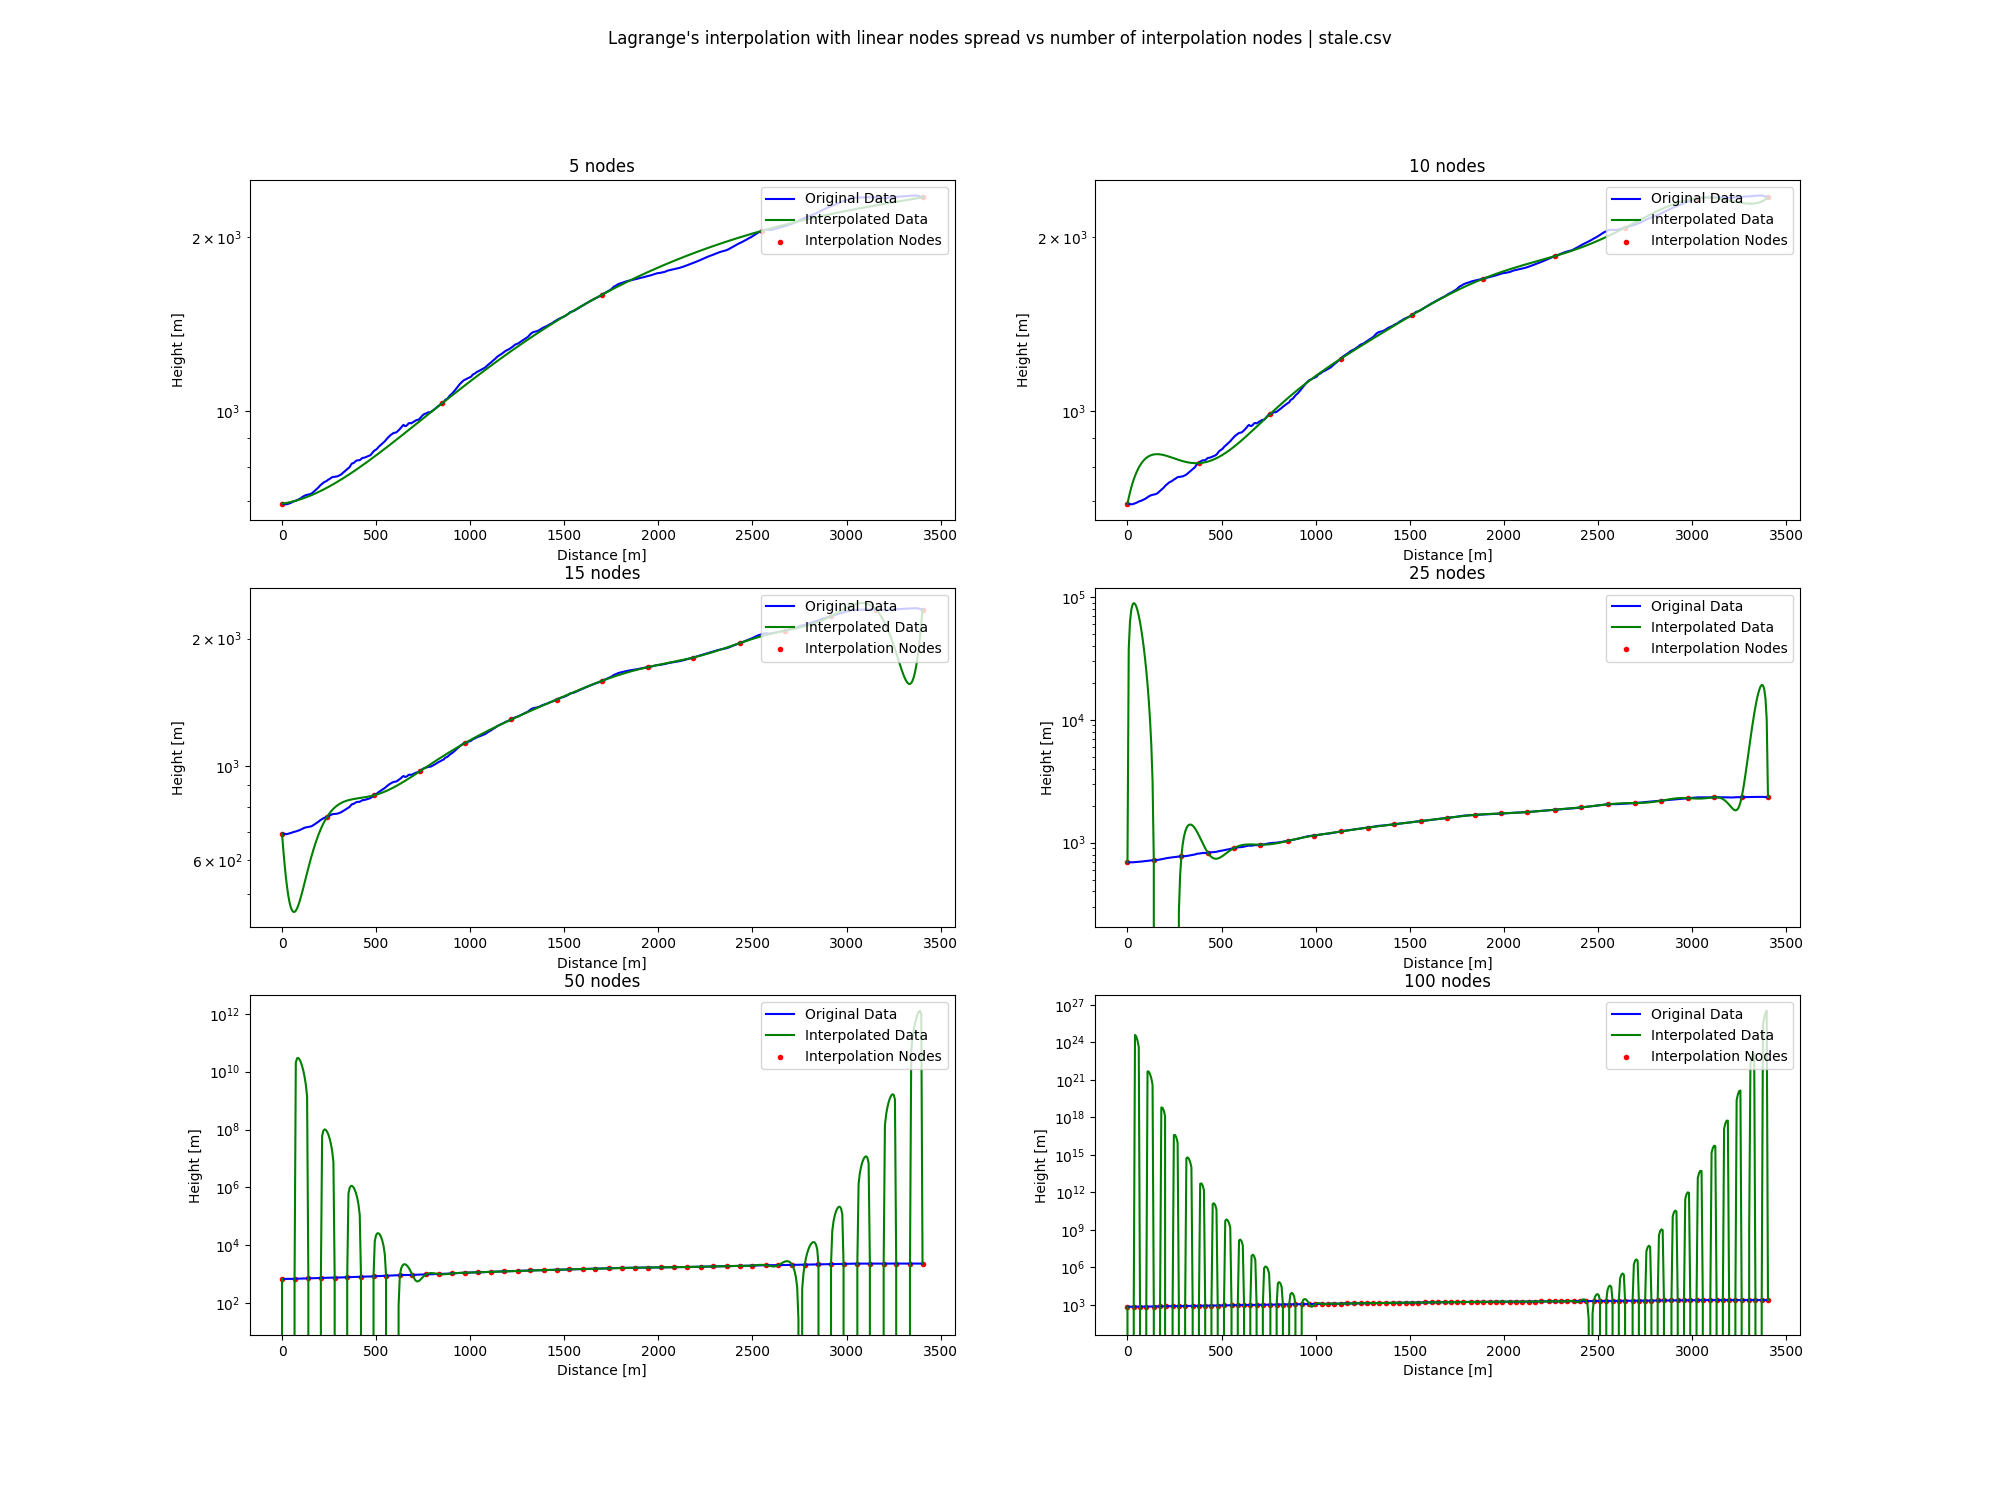 Lagrange's interpolation with linear nodes spread vs number of interpolation nodes | stale.csv
5 nodes
Original Data
Interpolated Data
Interpolation Nodes
2 × 10³
10³
Height [m]
0 500 1000 1500 2000 2500 3000 3500
Distance [m]
10 nodes
Original Data
Interpolated Data
Interpolation Nodes
2 × 10³
10³
Height [m]
0 500 1000 1500 2000 2500 3000 3500
Distance [m]
15 nodes
Original Data
Interpolated Data
Interpolation Nodes
2 × 10³
10³
6 × 10²
Height [m]
0 500 1000 1500 2000 2500 3000 3500
Distance [m]
25 nodes
Original Data
Interpolated Data
Interpolation Nodes
10⁵
10⁴
10³
Height [m]
0 500 1000 1500 2000 2500 3000 3500
Distance [m]
50 nodes
Original Data
Interpolated Data
Interpolation Nodes
10¹²
10¹⁰
10⁸
10⁶
10⁴
10²
Height [m]
0 500 1000 1500 2000 2500 3000 3500
Distance [m]
100 nodes
Original Data
Interpolated Data
Interpolation Nodes
10²⁷
10²⁴
10²¹
10¹⁸
10¹⁵
10¹²
10⁹
10⁶
10³
Height [m]
0 500 1000 1500 2000 2500 3000 3500
Distance [m]